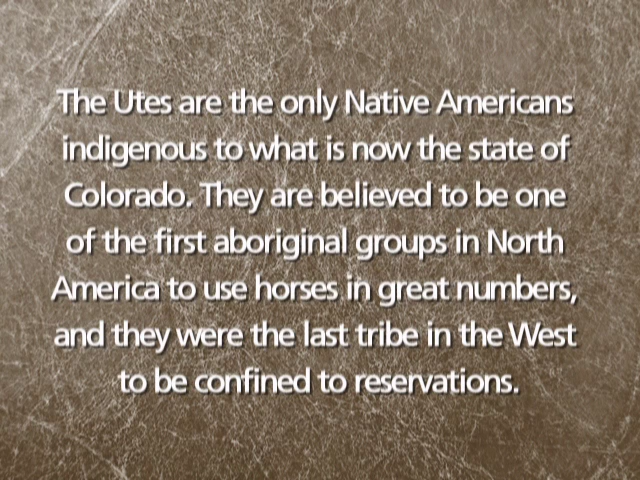 The Utes are the only Native Americans
indigenous to what is now the state of
Colorado. They are believed to be one
of the first aboriginal groups in North
America to use horses in great numbers,
and they were the last tribe in the West
to be confined to reservations.